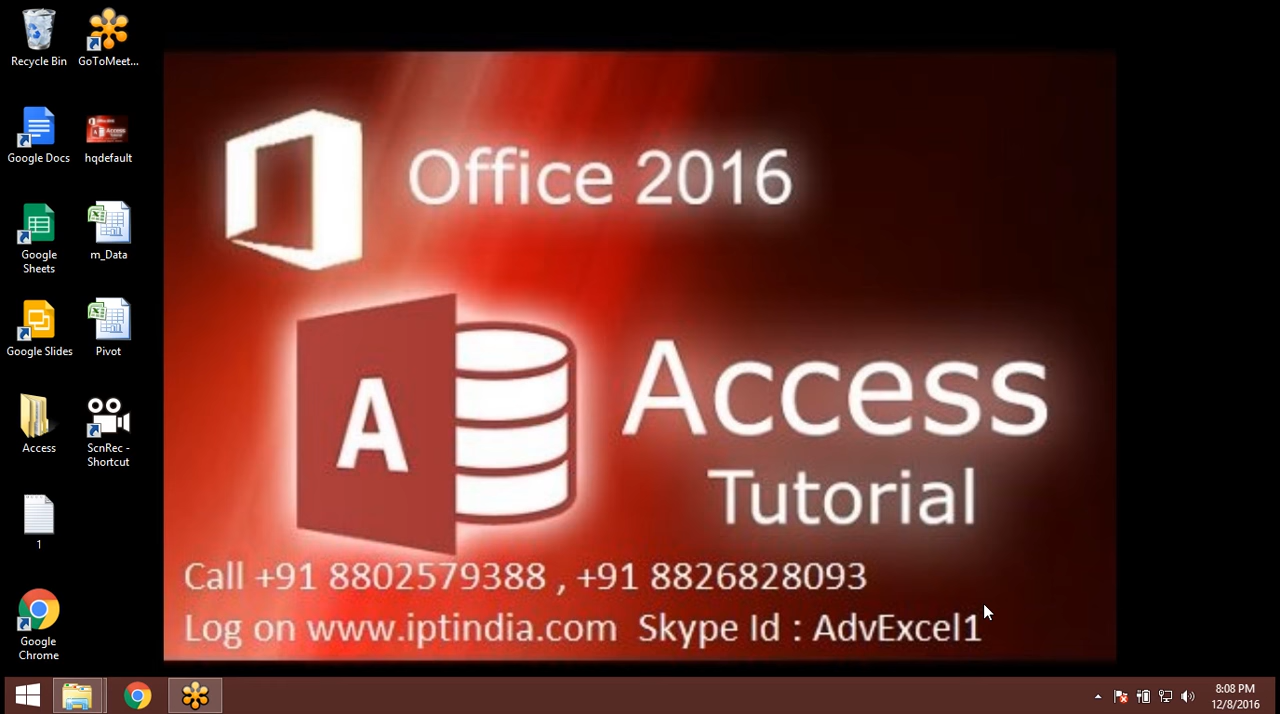 Recycle Bin
GoToMeet...
Google Docs
hqdefault
Google
Sheets
m_Data
Google Slides
Pivot
Access
ScnRec -
Shortcut
1
Google
Chrome
Office 2016
A
Access
Tutorial
Call +91 8802579388 , +91 8826828093
Log on www.iptindia.com Skype Id : AdvExcel1
8:08 PM
12/8/2016